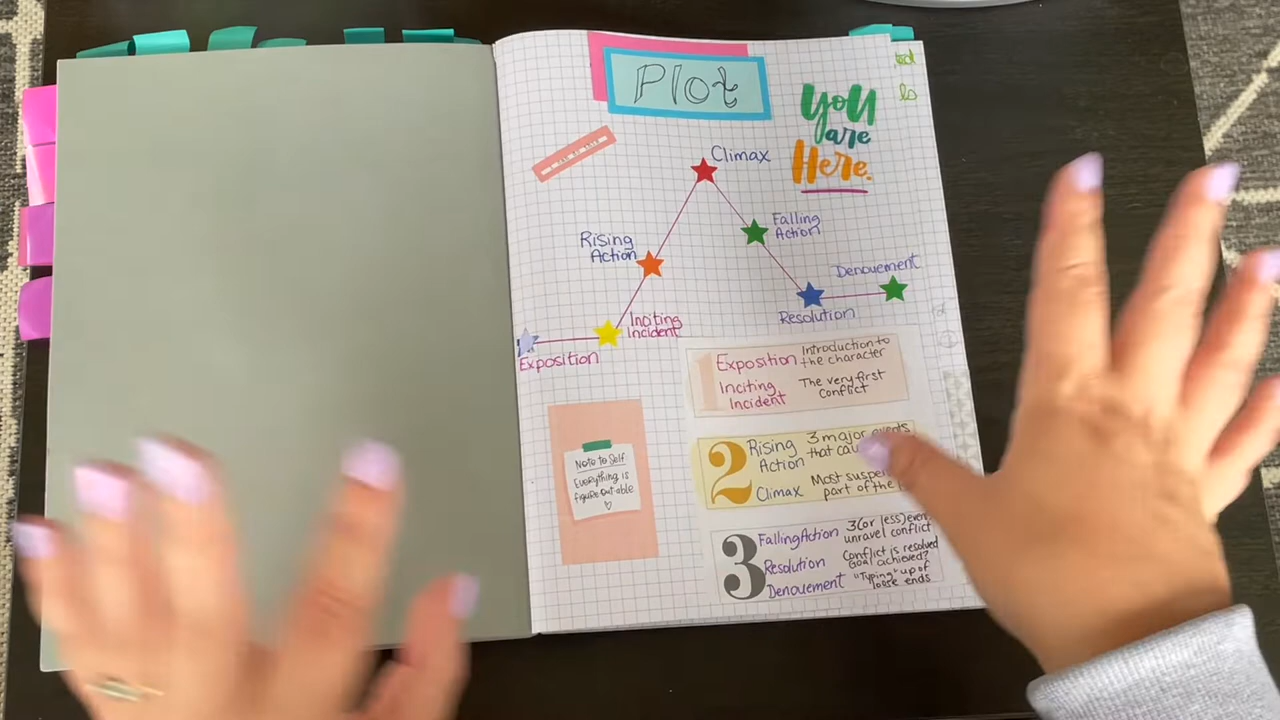 Plot
You
are
Here.
Climax
Rising
Action
Falling
Action
Denouement
Resolution
Inciting
Incident
Exposition
Exposition Introduction to
the character
Inciting
Incident
The very first
conflict
2
Rising
Action
3 major events
that
Climax
Most
part of the
Note to Self
Everything is
figure out able
3
Falling Action
3 (or less)
unravel conflict
Resolution
Conflict is resolved
Goal achieved?
Denouement
"Typing" up of
loose ends